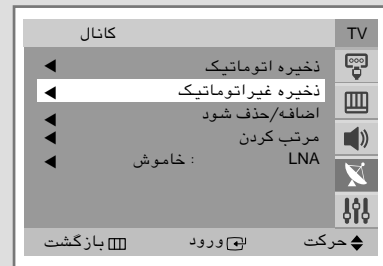 TV
کانال
ذخیره اتوماتیک
ذخیره غیراتوماتیک
اضافه/حذف شود
مرتب کردن
LNA : خاموش
حرکت ورود بازگشت